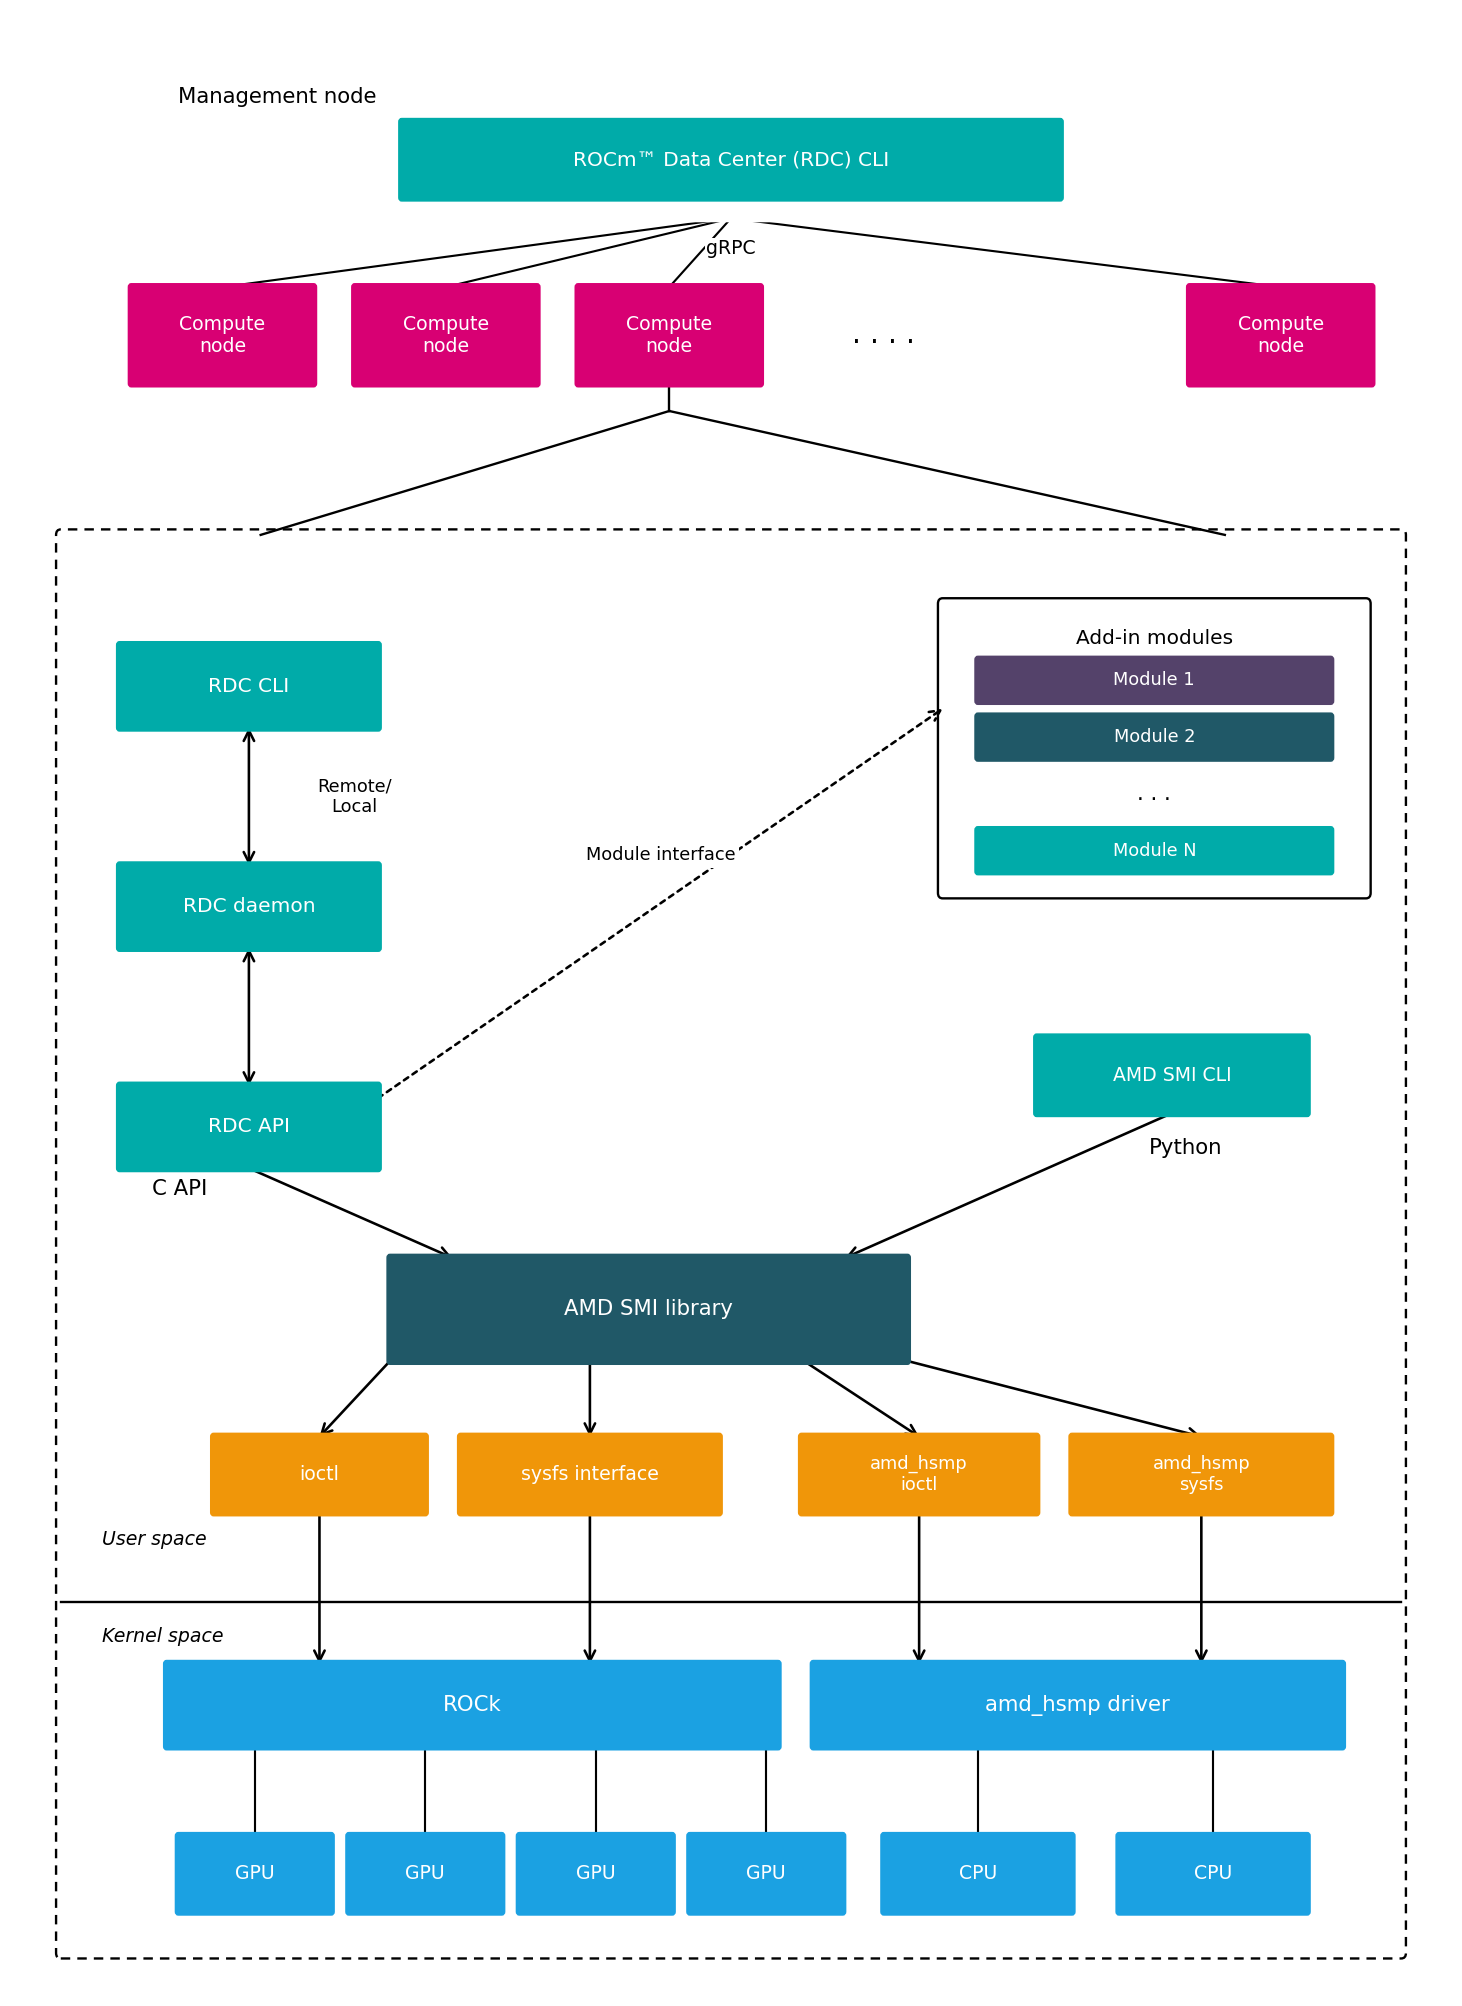 Management node
ROCm™ Data Center (RDC) CLI
gRPC
Compute
node
Compute
node
Compute
node
. . . .
Compute
node
Add-in modules
Module 1
Module 2
. . .
Module N
RDC CLI
Remote/
Local
Module interface
RDC daemon
AMD SMI CLI
RDC API
Python
C API
AMD SMI library
ioctl
sysfs interface
amd_hsmp
ioctl
amd_hsmp
sysfs
User space
Kernel space
ROCk
amd_hsmp driver
GPU
GPU
GPU
GPU
CPU
CPU